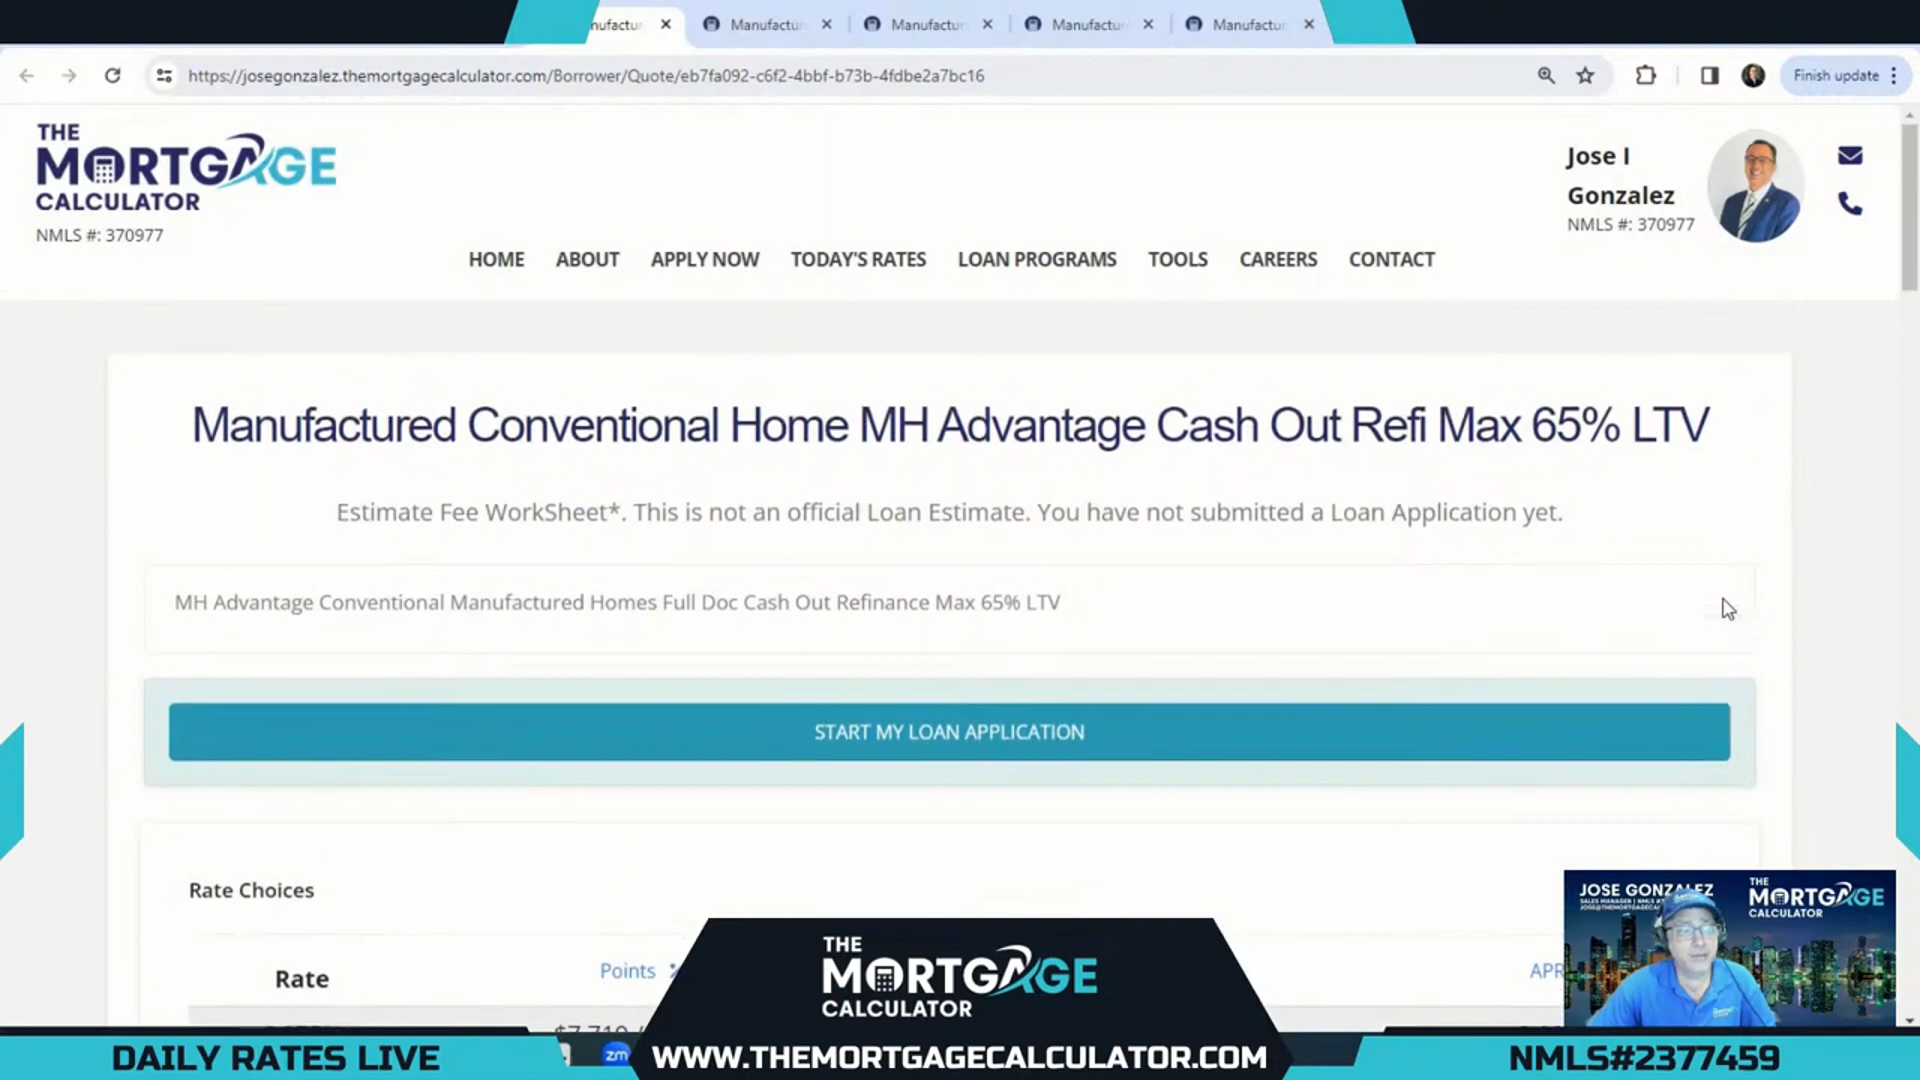 nufactur
Manufactur
Manufactur
Manufactur
Manufactur
https://josegonzalez.themortgagecalculator.com/Borrower/Quote/eb7fa092-c6f2-4bbf-b73b-4fdbe2a7bc16
Finish update
THE
MORTGAGE
CALCULATOR
NMLS #: 370977
Jose I
Gonzalez
NMLS #: 370977
HOME ABOUT APPLY NOW TODAY'S RATES LOAN PROGRAMS TOOLS CAREERS CONTACT
Manufactured Conventional Home MH Advantage Cash Out Refi Max 65% LTV
Estimate Fee WorkSheet*. This is not an official Loan Estimate. You have not submitted a Loan Application yet.
MH Advantage Conventional Manufactured Homes Full Doc Cash Out Refinance Max 65% LTV
START MY LOAN APPLICATION
Rate Choices
Rate Points APR
JOSE GONZALEZ
SALES MANAGER | NMLS
THE
MORTGAGE
CALCULATOR
THE
MORTGAGE
CALCULATOR
DAILY RATES LIVE
zm
WWW.THEMORTGAGECALCULATOR.COM
NMLS#2377459